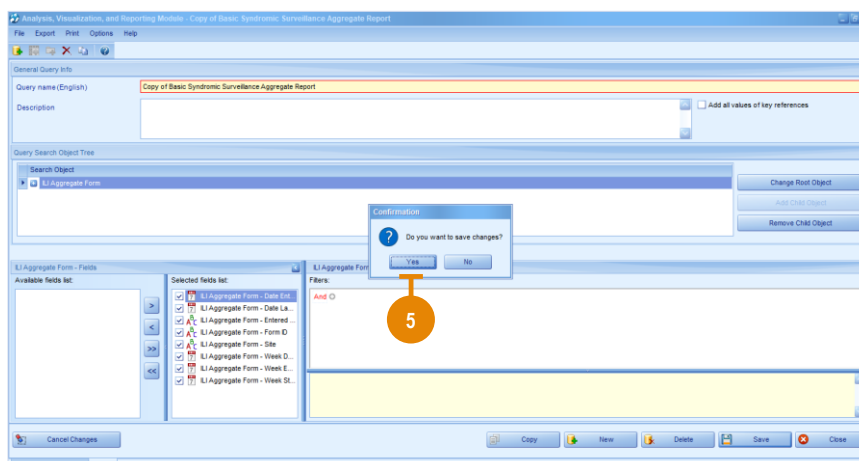 Analysis, Visualization, and Reporting Module - Copy of Basic Syndromic Surveillance Aggregate Report
File Export Print Options Help
General Query Info
Query name (English) Copy of Basic Syndromic Surveillance Aggregate Report
Description Add all values of key references
Query Search Object Tree
Search Object
ILI Aggregate Form
Change Root Object
Add Child Object
Remove Child Object
Confirmation
Do you want to save changes?
Yes No
5
ILI Aggregate Form - Fields
Available fields list:
Selected fields list:
> < >> <<
ILI Aggregate Form - Date Ent...
ILI Aggregate Form - Date La...
ILI Aggregate Form - Entered ...
ILI Aggregate Form - Form ID
ILI Aggregate Form - Site
ILI Aggregate Form - Week D...
ILI Aggregate Form - Week E...
ILI Aggregate Form - Week St...
ILI Aggregate For
Filters:
And
Cancel Changes Copy New Delete Save Close